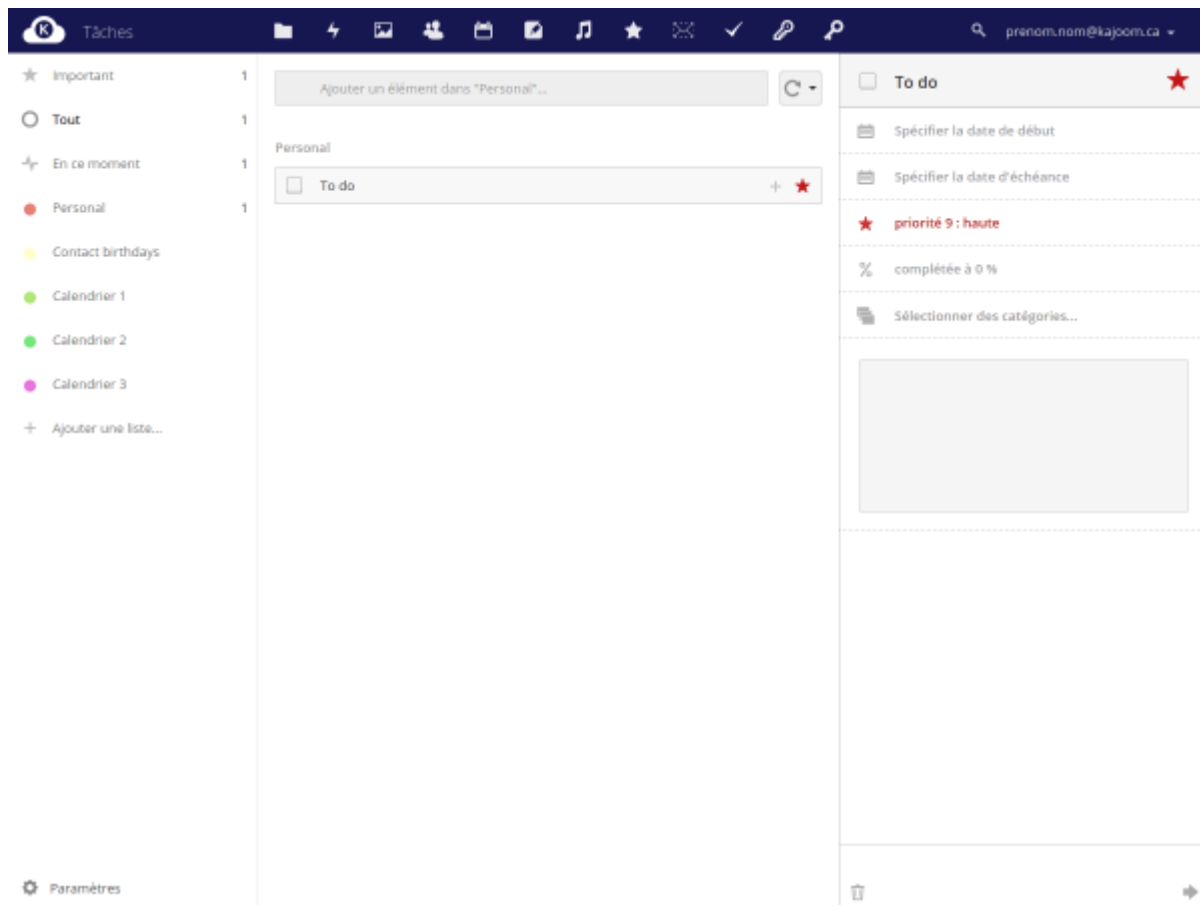 K
Tâches
prenom.nom@kajoom.ca
Important 1
Tout 1
En ce moment 1
Personal 1
Contact birthdays
Calendrier 1
Calendrier 2
Calendrier 3
Ajouter une liste...
Paramètres
Ajouter un élément dans "Personal"...
Personal
To do
To do
Spécifier la date de début
Spécifier la date d'échéance
priorité 9 : haute
% complétée à 0 %
Sélectionner des catégories...